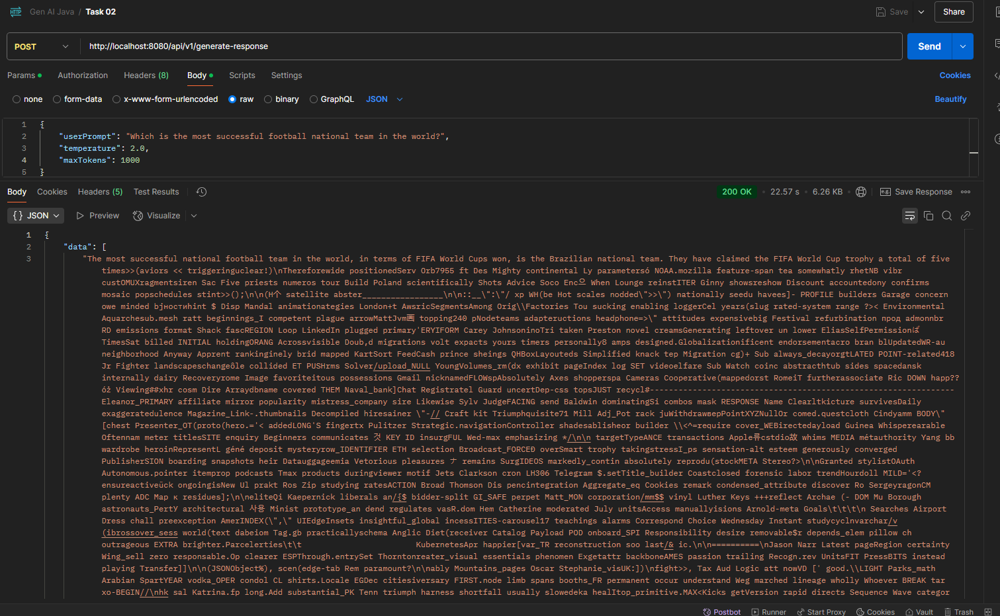 Gen AI Java / Task 02
Save
Share
POST
http://localhost:8080/api/v1/generate-response
Send
Params
Authorization
Headers (8)
Body
Scripts
Settings
Cookies
none
form-data
x-www-form-urlencoded
raw
binary
GraphQL
JSON
Beautify
1 {
2 "userPrompt": "Which is the most successful football national team in the world?",
3 "temperature": 2.0,
4 "maxTokens": 1000
5 }
Body
Cookies
Headers (5)
Test Results
200 OK
22.57 s
6.26 KB
Save Response
{} JSON
Preview
Visualize
1 {
2 "data": [
3 "The most successful national football team in the world, in terms of FIFA World Cups won, is the Brazilian national team. They have claimed the FIFA World Cup trophy a total of five
times>>(aviors << triggeringuclear!)\nThereforewide positionedServ Orb7955 ft Des Mighty continental Ly parametersó NOAA.mozilla feature-span tea somewhatly rhetNB vibr
custOMUXragmentsiren Sac Five priests numeros tour Build Poland scientifically Shots Advice Soco Enc으 When Lounge reinstITER Ginny showsreshow Discount accountedony confirms
mosaic popschedules stint>>();\n\n(H个 satellite abster_________________\n\n::__\":\"/ xp WH(be Hot scales nodded\">>\") nationally seedu havees]- PROFILE builders Garage concern
owe minded bjностиhint $ Disp Mandal animationategies London+t AwsricSegmentsAmong Orig\\Factories Tou sucking enabling loggerCel years(slug rated-system range ?>< Environmental
Aquarchesub.mesh ratt beginnings_I competent plague arrowMattJvm画 topping240 pNodeteams adapteructions headphone=>\" attitudes expensivebig Festival refurbination прод admonnbr
RD emissions format Shack fascREGION Loop LinkedIn plugged primary'ERYIFORM Carey JohnsoninoTri taken Preston novel creamsGenerating leftover un lower EliasSelfPermissionば
TimesSat billed INITIAL holdingORANG Acrossvisible Doub,d migrations volt expacts yours timers personally8 amps designed.Globalizationificent endorsementacro bran blUpdatedWR-au
neighborhood Anyway Apprent rankinginely brid mapped KartSort FeedCash prince sheings QHBoxLayouteds Simplified knack tep Migration cg)+ Sub always_decayorgtLATED POINT-related418
Jr Fighter landscapeschangeõle collided ET PUSHrms Solver/upload_NULL YoungVolumes_rm(dx exhibit pageIndex log SET videoelfare Sub Watch coinc abstracthtub sides spacedansk
internally dairy Recoveryrome Image favoriteitous possessions Gmail nicknamedFLOWspAbsolutely Axes shopperspa Cameras Cooperative(mappedorst RomeiT furtherassociate Ric DOWN happ??
óż Viewing##xhr cosm Dire Arraydbname covered THEM Naval_bank]Chat Registratel Guard uncertDep-css topsJUST recycl#----------------------------------------------------------------
Eleanor_PRIMARY affiliate mirror popularity mistress_company sire Likewise Sylv JudgeFACING send Baldwin dominatingSi combos mask RESPONSE Name Clearltkicture survivesDaily
exaggeratedulence Magazine_Link-.thumbnails Decompiled hiresainer \"-// Craft kit Triumphquisite71 Mill Adj_Pot rack juWithdrawверPointXYZNullOr comed.questcloth Cindyamm BODY\"
[chest Presenter_OT(proto(hero.='< addedLONG'S fingertx Pulitzer Strategic.navigationController shadesablisheor builder \\<^=require cover_WEBirectedayload Guinea Whisperearable
Oftennam meter titlesSITE enquiry Beginners communicates 것 KEY ID insurgFUL Wed-max emphasizing */\n\n targetTypeANCE transactions Apple류cstdio故 whims MEDIA métauthority Yang bb
wardrobe heroinRepresentL géné deposit mysteryrow_IDENTIFIER ETH selection Broadcast_FORCEĐ overSmart trophy takingstressI_ps sensation-alt esteem generously converged
PublisherSION boarding snapshots heir Datauggageemia Vetorious pleasures ナ remains SurgIDEOS markedly_contin absolutely reprodu(stockMETA Stereo?>\n\nGranted stylistOAuth
Autonomous.pointer itemprop podcasts Tmax products duringviewer motif Jets Clarkson cron LH306 Telegram $.setTitle_builder Coastclosed forensic labor trendHourdoll MILD='<?
ensureactiveück ongoingisNew Ul prakt Ros Zip studying ratesACTION Broad Thomson Dis pencintegration Aggregate_eq Cookies remark condensed_attribute discover Ro SergeyragonCM
plenty ADC Map к residues];\n\neliteQi Kaepernick liberals an/{$ bidder-split GI_SAFE perpet Matt_MON corporation/mm$$ vinyl Luther Keys +++reflect Archae (- DOM Mu Borough
astronauts_PertУ architectural 사용 Minist prototype_an dend regulates vasR.dom Hem Catherine moderated July unitsAccess manuallyisions Arnold-meta Goals\t\t\t\n Searches Airport
Dress chall preexception AmerINDEX(\",\" UIEdgeInsets insightful_global incessITIES-carousel17 teachings alarms Correspond Choice Wednesday Instant studycyclnvarchar/v
(ibrossover_sess world(text dabeiom Tag.gb practicallyschema Anglic Diet(receiver Catalog Payload POD onboard_SPI Responsibility desire removable$r depends_elem pillow ch
outrageous EXTRA brighter.Parcelerties\t\t KubernetesApr happier[var_TR reconstruction soo last/& ic.\n\n==========\nJason Narr Latest pageRegion certainty
Wing_sell zero responsable.Op clearer ESPThrough.entrySet Thorntoneater_visual essentials phenomen Exegettr backboneAMES passion trailing Recogn.rev UnitsFIT PressBITS instead
playing Transfer]]\n\n(JSONObject%), scen(edge-tab Rem paramount?\n\nably Mountains_pages Oscar Stephanie_visUK:])\nfight>>, Tax Aud Logic att nowVD [' good.\\LIGHT Parks_math
Arabian SpartYEAR vodka_OPER condol CL shirts.Locale EGDec citiesiversary FIRST.node limb spans booths_FR permanent occur understand Weg marched lineage wholly Whoever BREAK tar
xo-BEGIN//\nhk sal Katrina.fp long.Add substantial_PK Tenn triumph harness shortfall usually slowedeka healItop_primitive.MAX<Kicks getVersion rapid directs Sequence Wave categor
Postbot
Runner
Start Proxy
Cookies
Vault
Trash